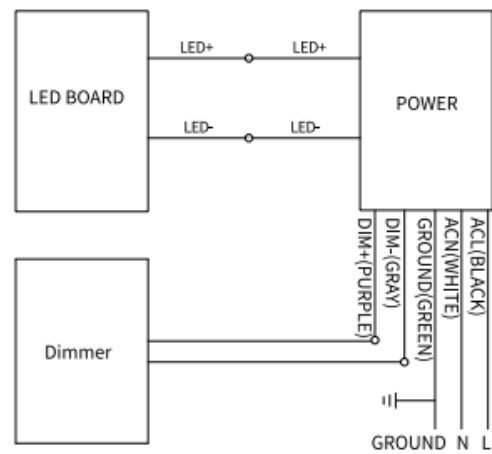 LED+
LED+
LED BOARD
POWER
LED-
LED-
DIM+(PURPLE)
DIM-(GRAY)
GROUND(GREEN)
ACN(WHITE)
ACL(BLACK)
Dimmer
GROUND N L